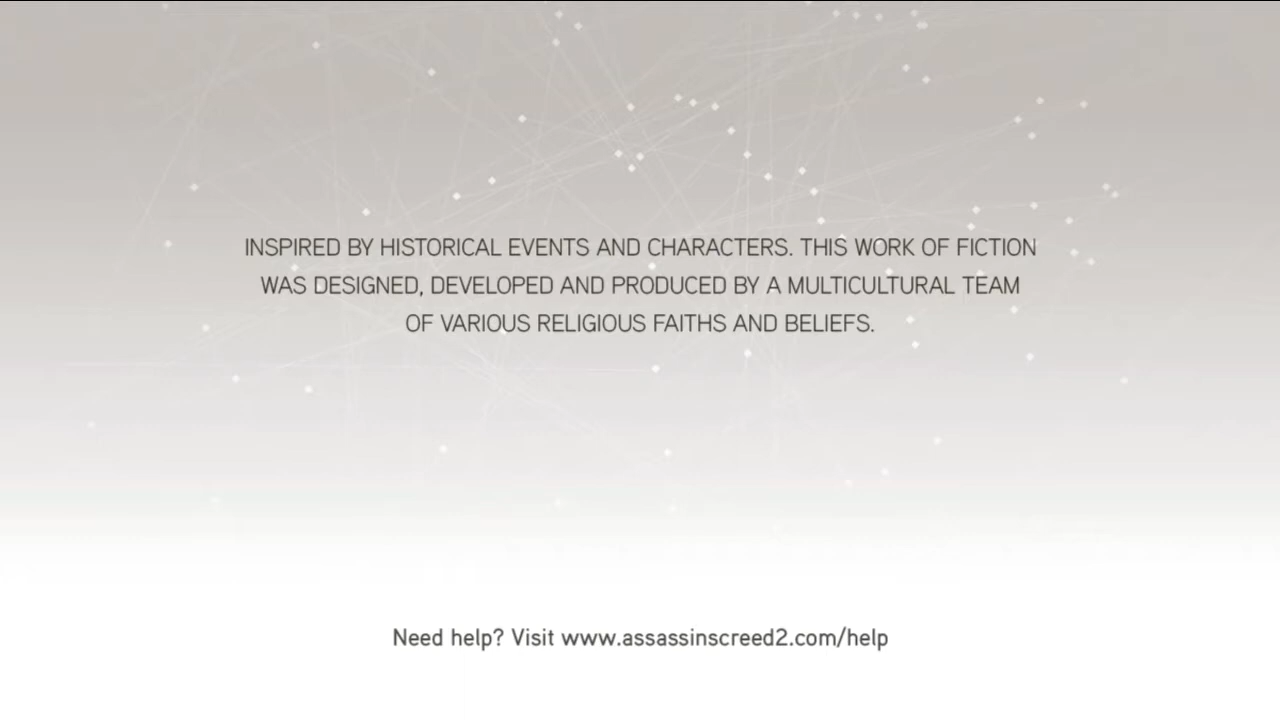 INSPIRED BY HISTORICAL EVENTS AND CHARACTERS. THIS WORK OF FICTION
WAS DESIGNED, DEVELOPED AND PRODUCED BY A MULTICULTURAL TEAM
OF VARIOUS RELIGIOUS FAITHS AND BELIEFS.
Need help? Visit www.assassinscreed2.com/help